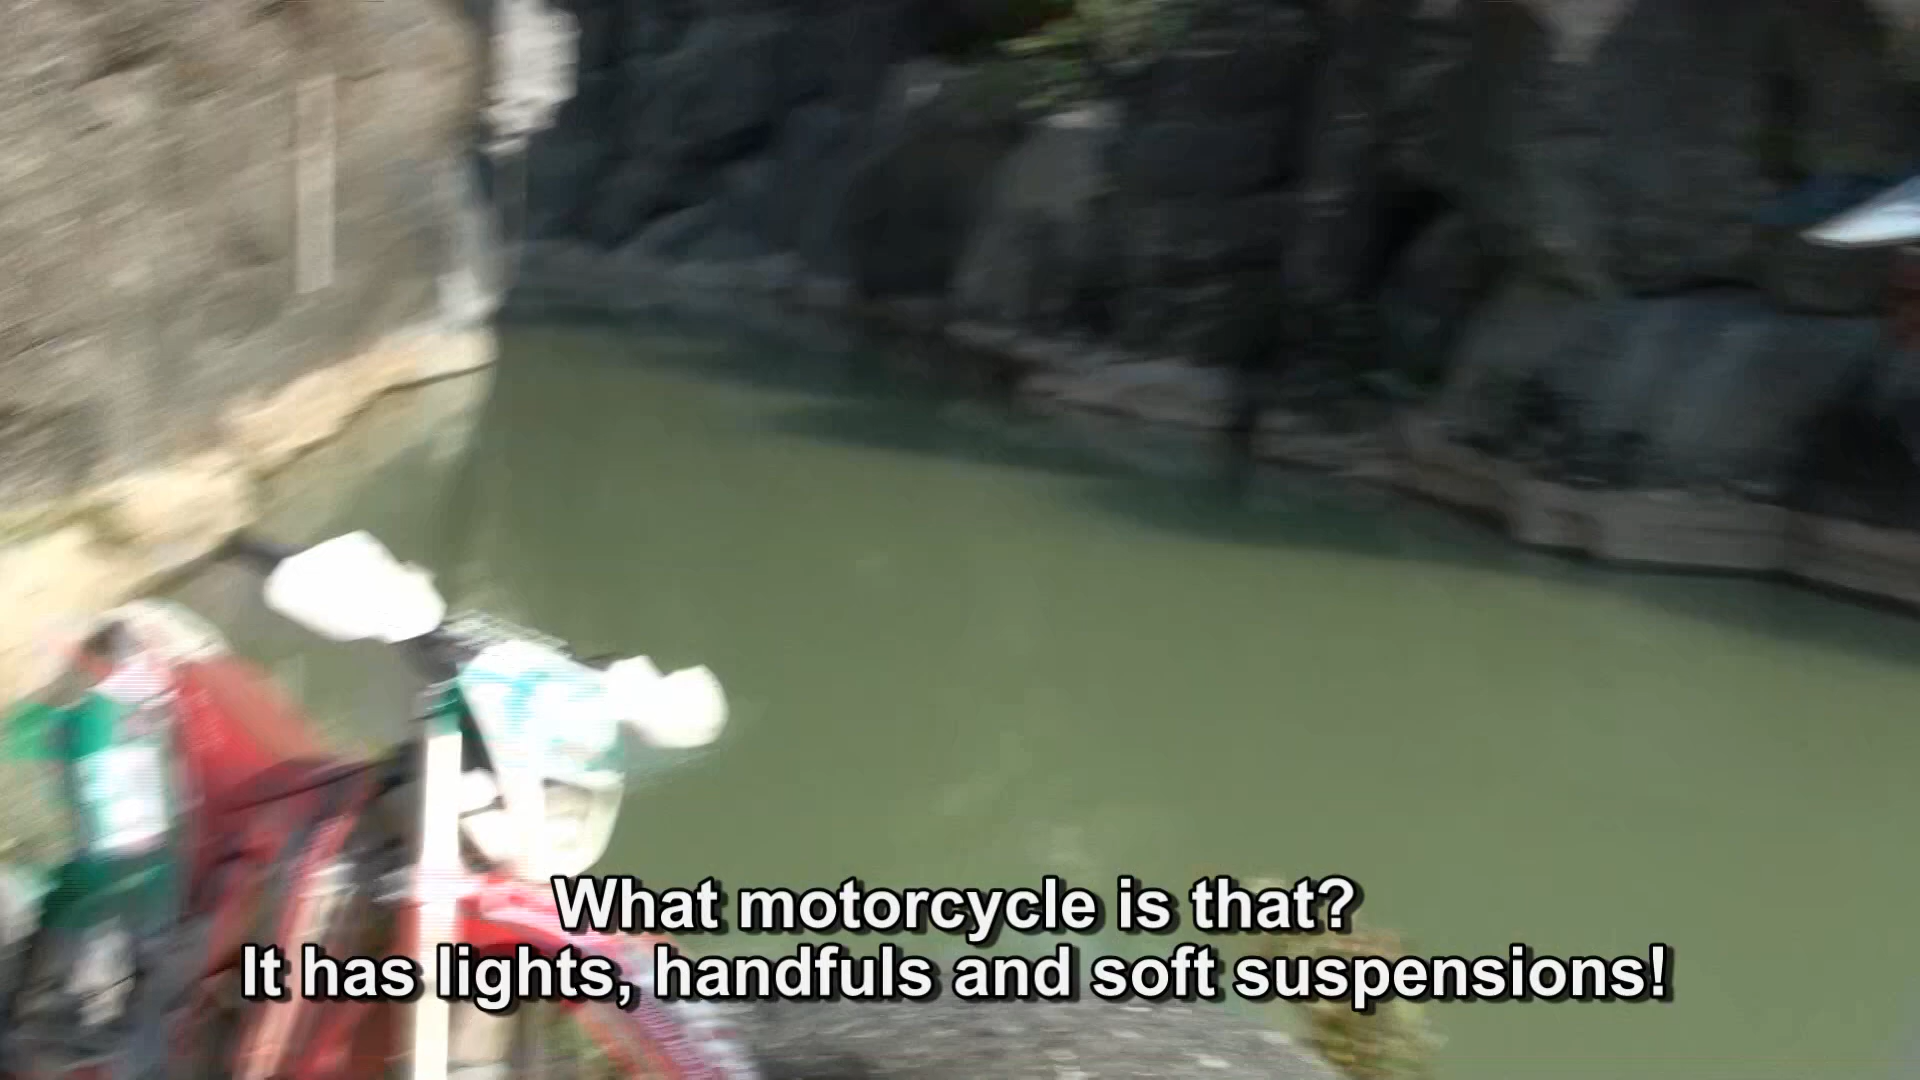 What motorcycle is that?
It has lights, handfuls and soft suspensions!